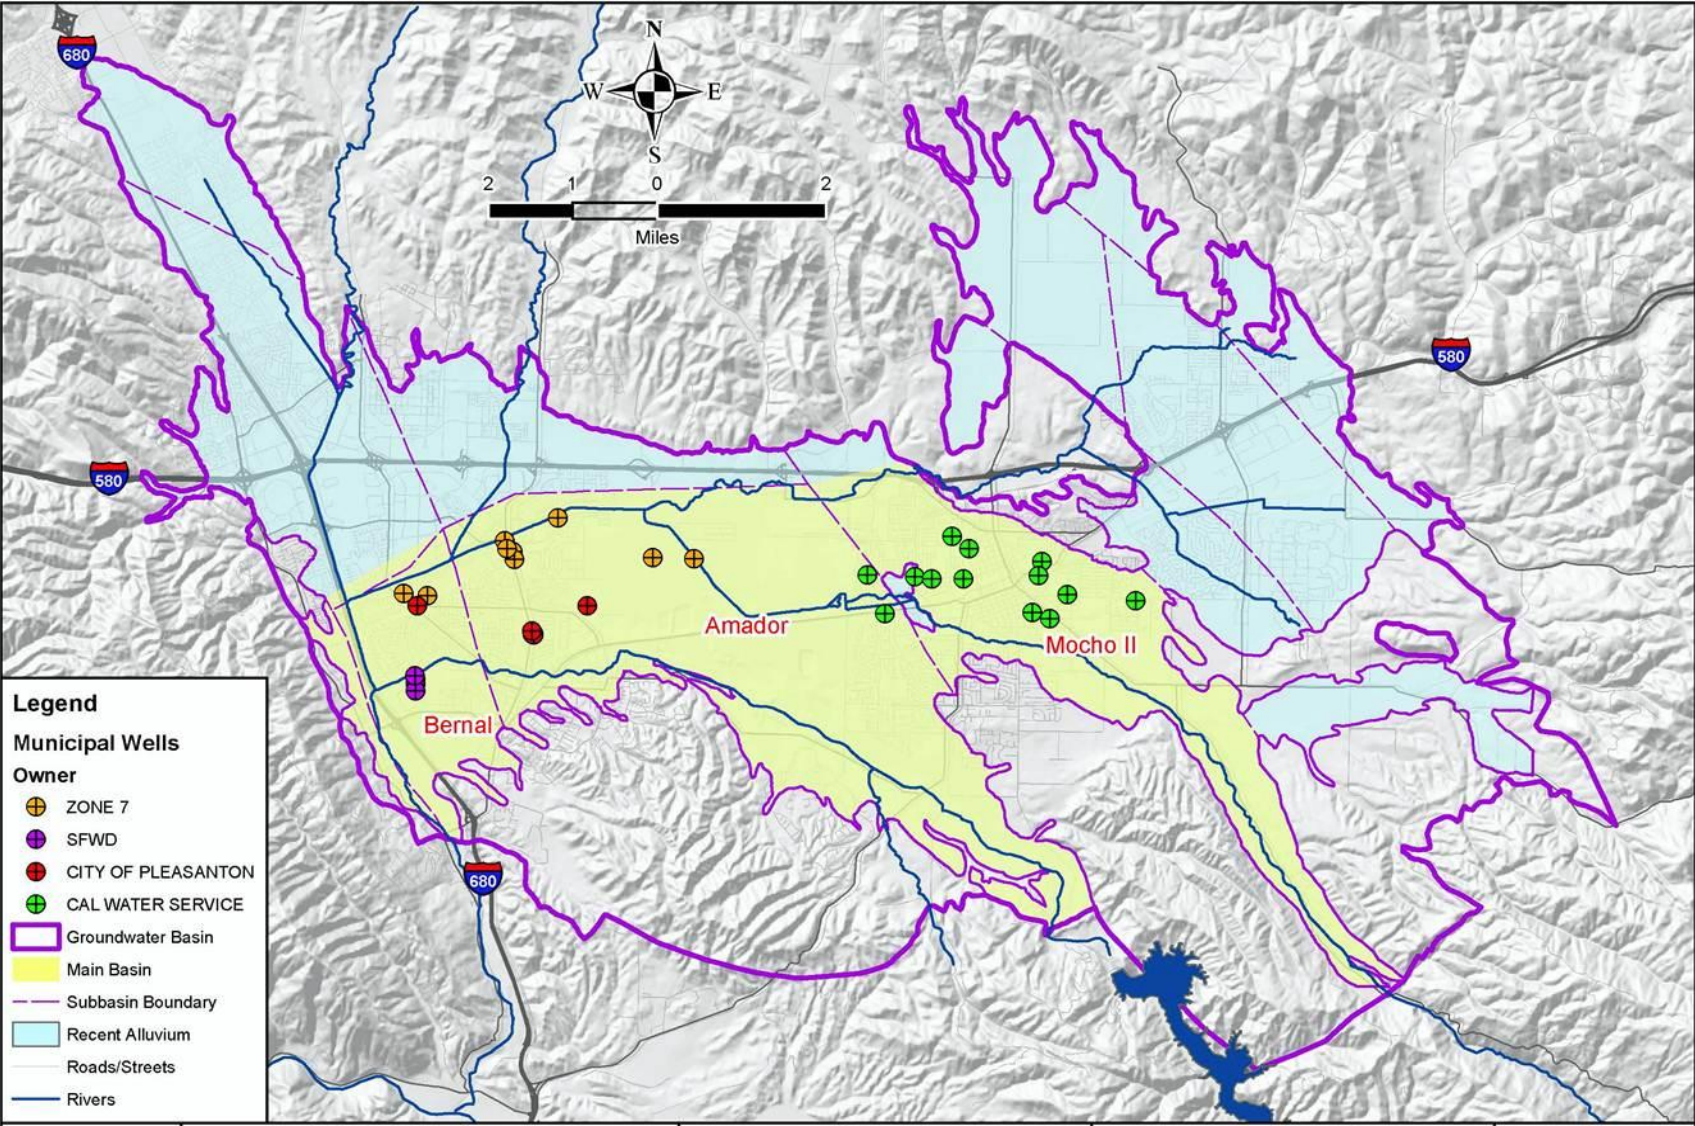 680
N
W E
S
2 1 0 2
Miles
580
580
Amador
Mocho II
Bernal
680
Legend
Municipal Wells
Owner
ZONE 7
SFWD
CITY OF PLEASANTON
CAL WATER SERVICE
Groundwater Basin
Main Basin
Subbasin Boundary
Recent Alluvium
Roads/Streets
Rivers